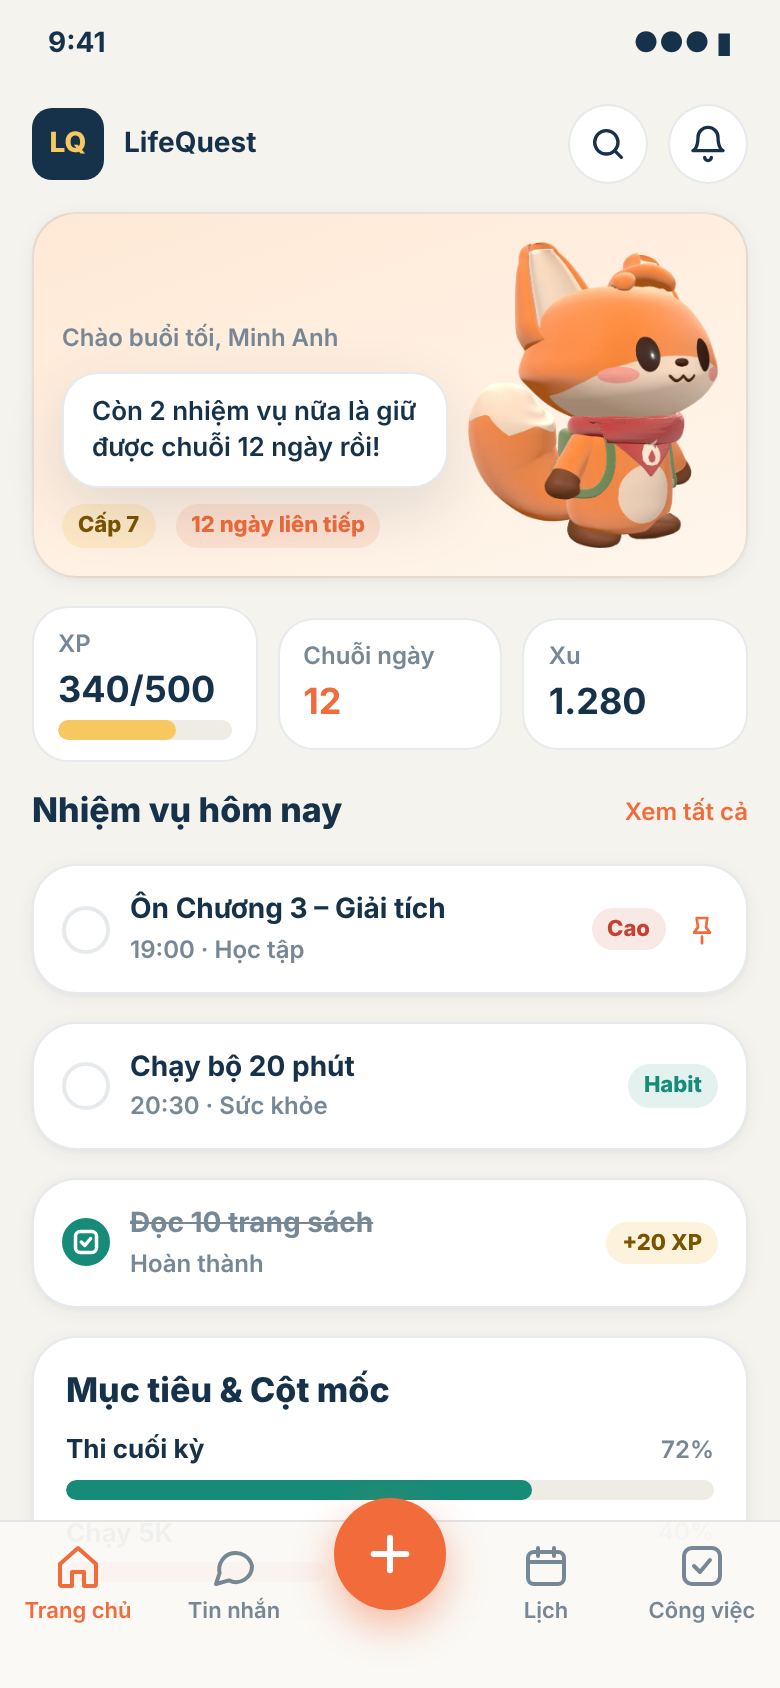 9:41
LQ LifeQuest
Chào buổi tối, Minh Anh
Còn 2 nhiệm vụ nữa là giữ
được chuỗi 12 ngày rồi!
Cấp 7
12 ngày liên tiếp
XP
340/500
Chuỗi ngày
12
Xu
1.280
Nhiệm vụ hôm nay
Xem tất cả
Ôn Chương 3 – Giải tích
19:00 · Học tập
Cao
Chạy bộ 20 phút
20:30 · Sức khỏe
Habit
Đọc 10 trang sách
Hoàn thành
+20 XP
Mục tiêu & Cột mốc
Thi cuối kỳ
72%
Chạy 5K
40%
Trang chủ
Tin nhắn
Lịch
Công việc